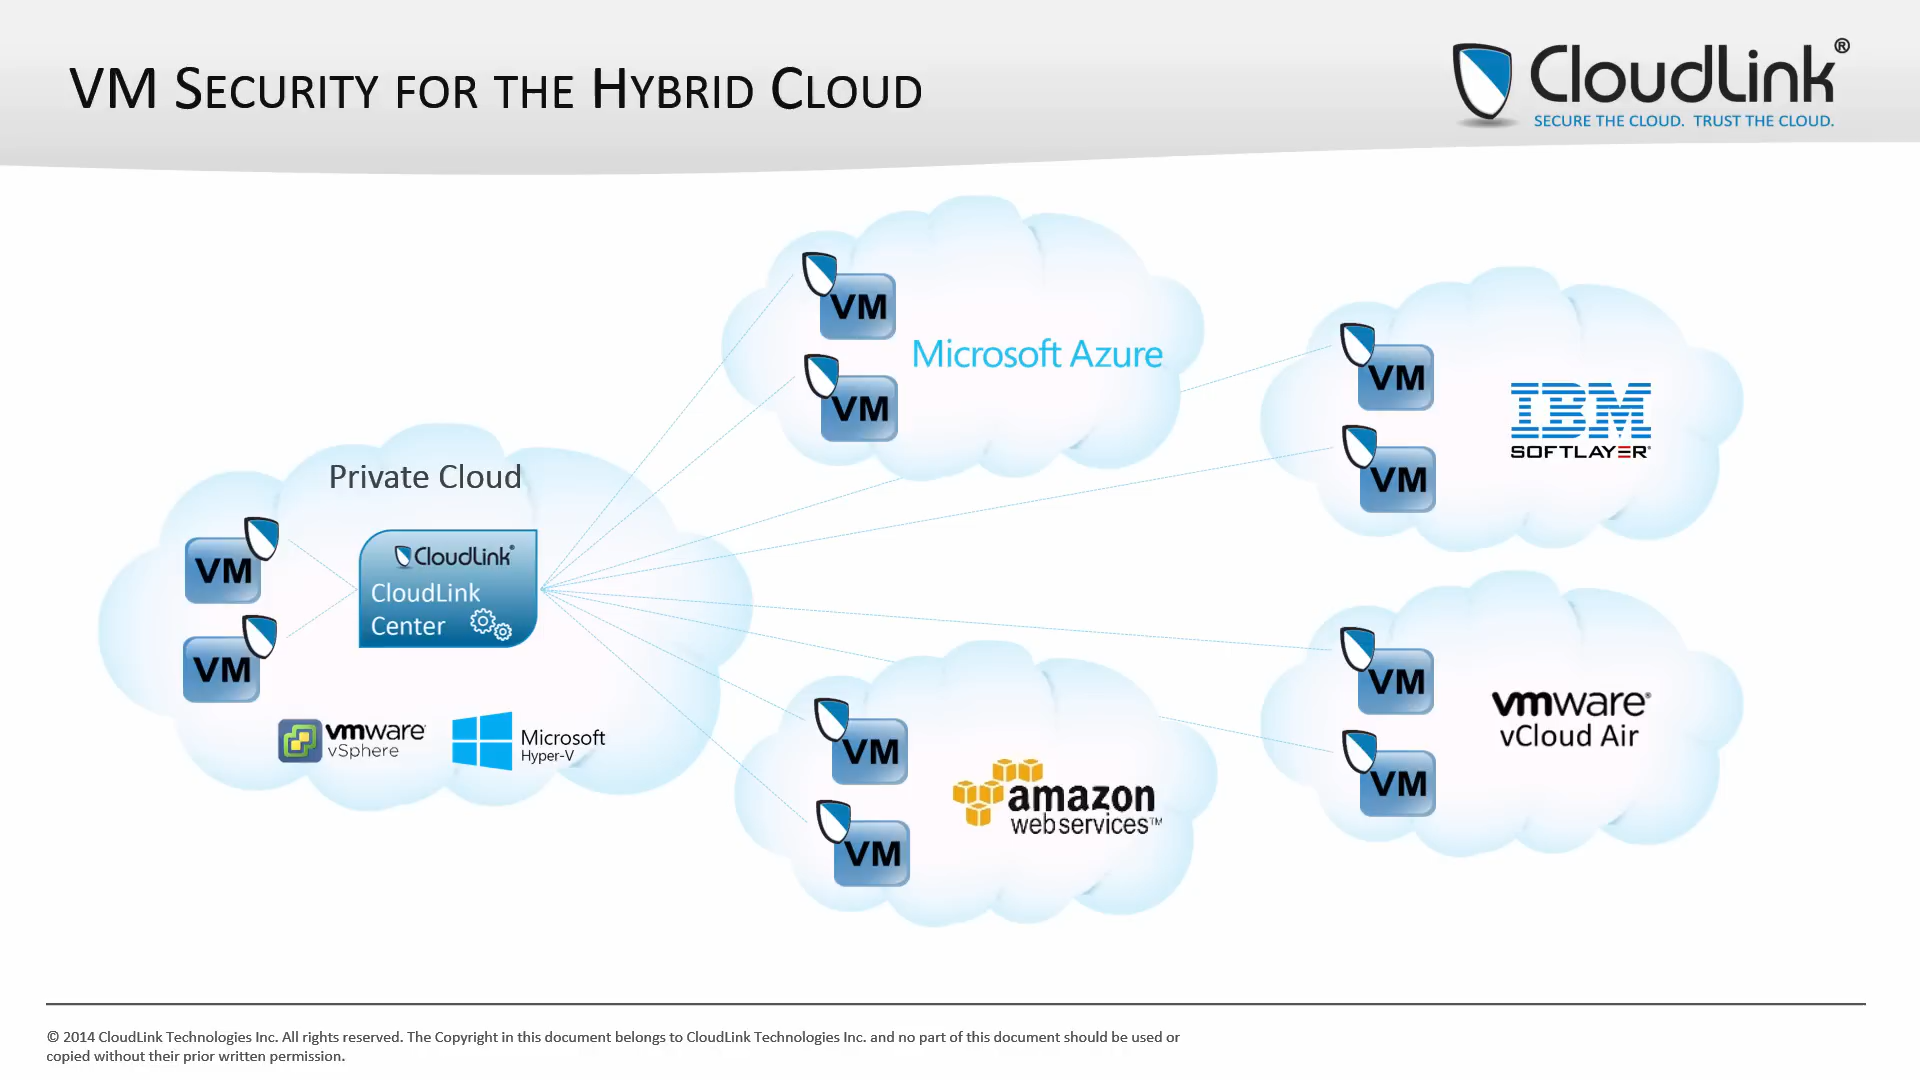 VM Security for the Hybrid Cloud
CloudLink®
SECURE THE CLOUD. TRUST THE CLOUD.
VM
VM
Microsoft Azure
VM
VM
IBM
SOFTLAYER®
Private Cloud
VM
VM
CloudLink®
CloudLink
Center
vmware®
vSphere
Microsoft
Hyper-V
VM
VM
amazon
webservices™
VM
VM
vmware®
vCloud Air
© 2014 CloudLink Technologies Inc. All rights reserved. The Copyright in this document belongs to CloudLink Technologies Inc. and no part of this document should be used or
copied without their prior written permission.